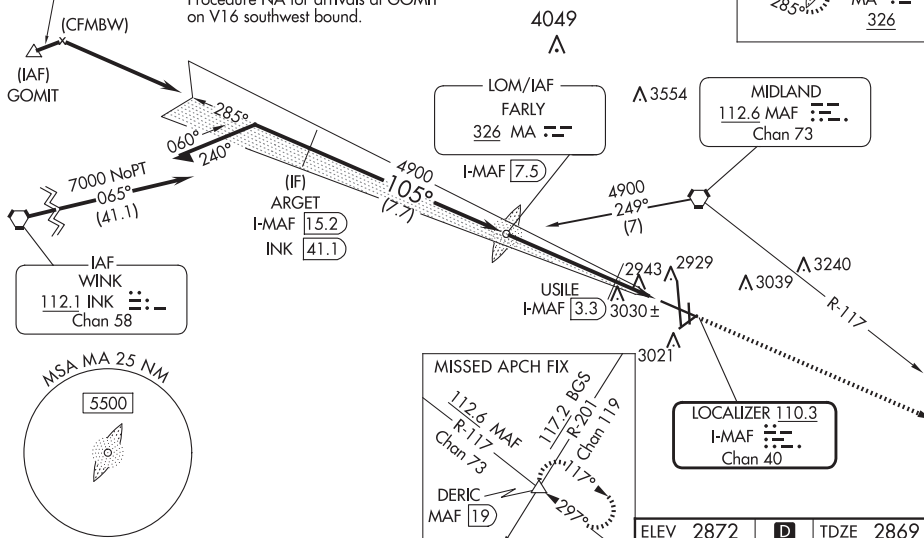 Procedure NA for arrivals at GOMIT
on V16 southwest bound.
(CFMBW)
(IAF)
GOMIT
4049
285°
MA
326
LOM/IAF
FARLY
326 MA
I-MAF 7.5
3554
MIDLAND
112.6 MAF
Chan 73
285°
060°
240°
7000 NoPT
065°
(41.1)
4900
105°
(7.7)
(IF)
ARGET
I-MAF 15.2
INK 41.1
4900
249°
(7)
IAF
WINK
112.1 INK
Chan 58
USILE
I-MAF 3.3
2943
2929
3030 ±
3021
3039
3240
R-117
MSA MA 25 NM
5500
MISSED APCH FIX
112.6 MAF
R-117
Chan 73
117.2 BGS
R-201
Chan 119
117°
297°
DERIC
MAF 19
LOCALIZER 110.3
I-MAF
Chan 40
ELEV 2872 D TDZE 2869